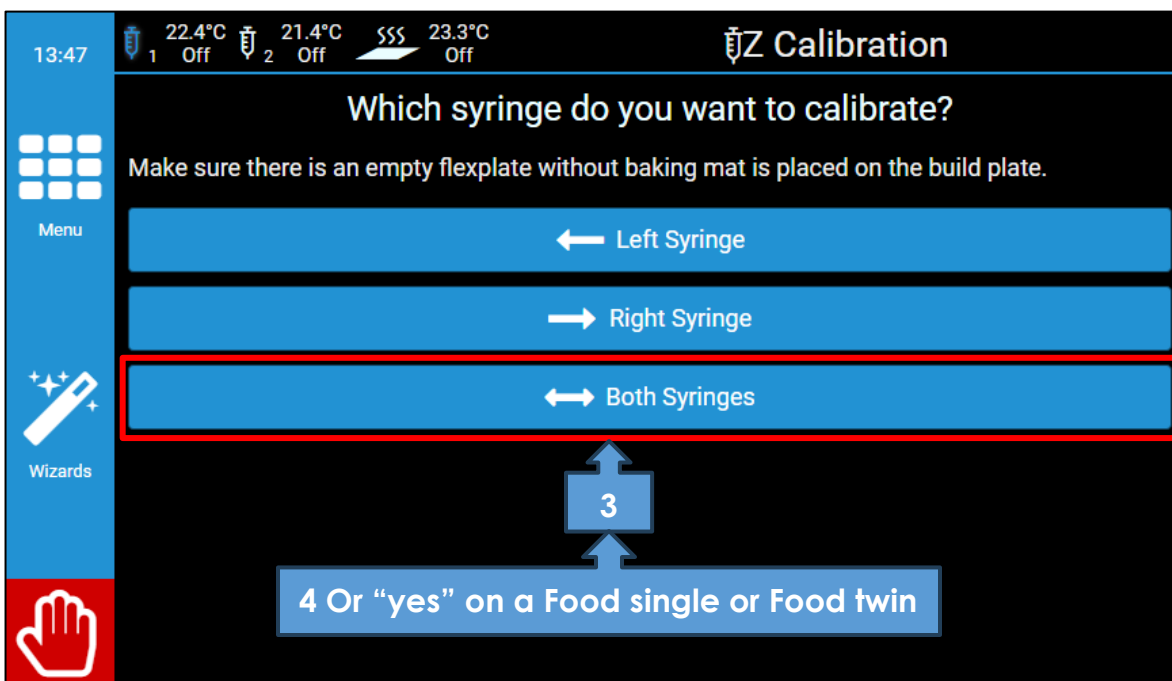 13:47
1 22.4°C Off 2 21.4°C Off 23.3°C Off
Z Calibration
Which syringe do you want to calibrate?
Make sure there is an empty flexplate without baking mat is placed on the build plate.
Menu
Left Syringe
Right Syringe
Both Syringes
Wizards
3
4 Or “yes” on a Food single or Food twin